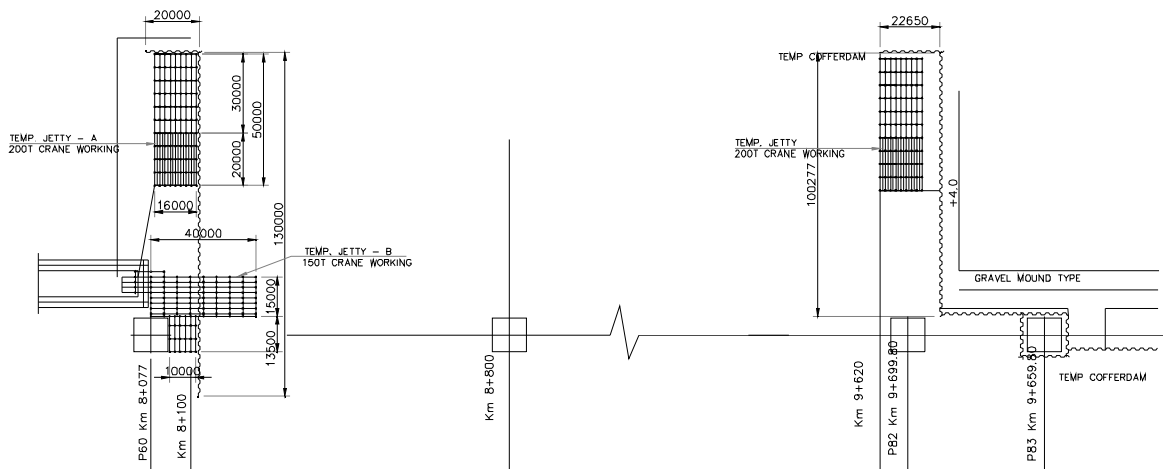 20000
22650
TEMP COFFERDAM
30000
50000
TEMP. JETTY - A
200T CRANE WORKING
TEMP. JETTY
200T CRANE WORKING
20000
100277
+4.0
16000
130000
40000
TEMP. JETTY - B
150T CRANE WORKING
GRAVEL MOUND TYPE
15000
13500
10000
TEMP COFFERDAM
P60 Km 8+077
Km 8+100
Km 8+800
Km 9+620
P82 Km 9+699.80
P83 Km 9+659.80